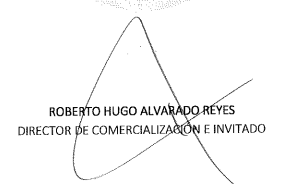 ROBERTO HUGO ALVARADO REYES
DIRECTOR DE COMERCIALIZACIÓN E INVITADO